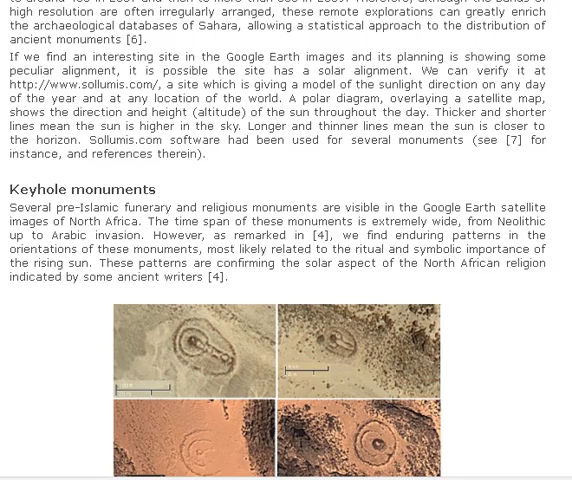 high resolution are often irregularly arranged, these remote explorations can greatly enrich
the archaeological databases of Sahara, allowing a statistical approach to the distribution of
ancient monuments [6].
If we find an interesting site in the Google Earth images and its planning is showing some
peculiar alignment, it is possible the site has a solar alignment. We can verify it at
http://www.sollumis.com/, a site which is giving a model of the sunlight direction on any day
of the year and at any location of the world. A polar diagram, overlaying a satellite map,
shows the direction and height (altitude) of the sun throughout the day. Thicker and shorter
lines mean the sun is higher in the sky. Longer and thinner lines mean the sun is closer to
the horizon. Sollumis.com software had been used for several monuments (see [7] for
instance, and references therein).
Keyhole monuments
Several pre-Islamic funerary and religious monuments are visible in the Google Earth satellite
images of North Africa. The time span of these monuments is extremely wide, from Neolithic
up to Arabic invasion. However, as remarked in [4], we find enduring patterns in the
orientations of these monuments, most likely related to the ritual and symbolic importance of
the rising sun. These patterns are confirming the solar aspect of the North African religion
indicated by some ancient writers [4].